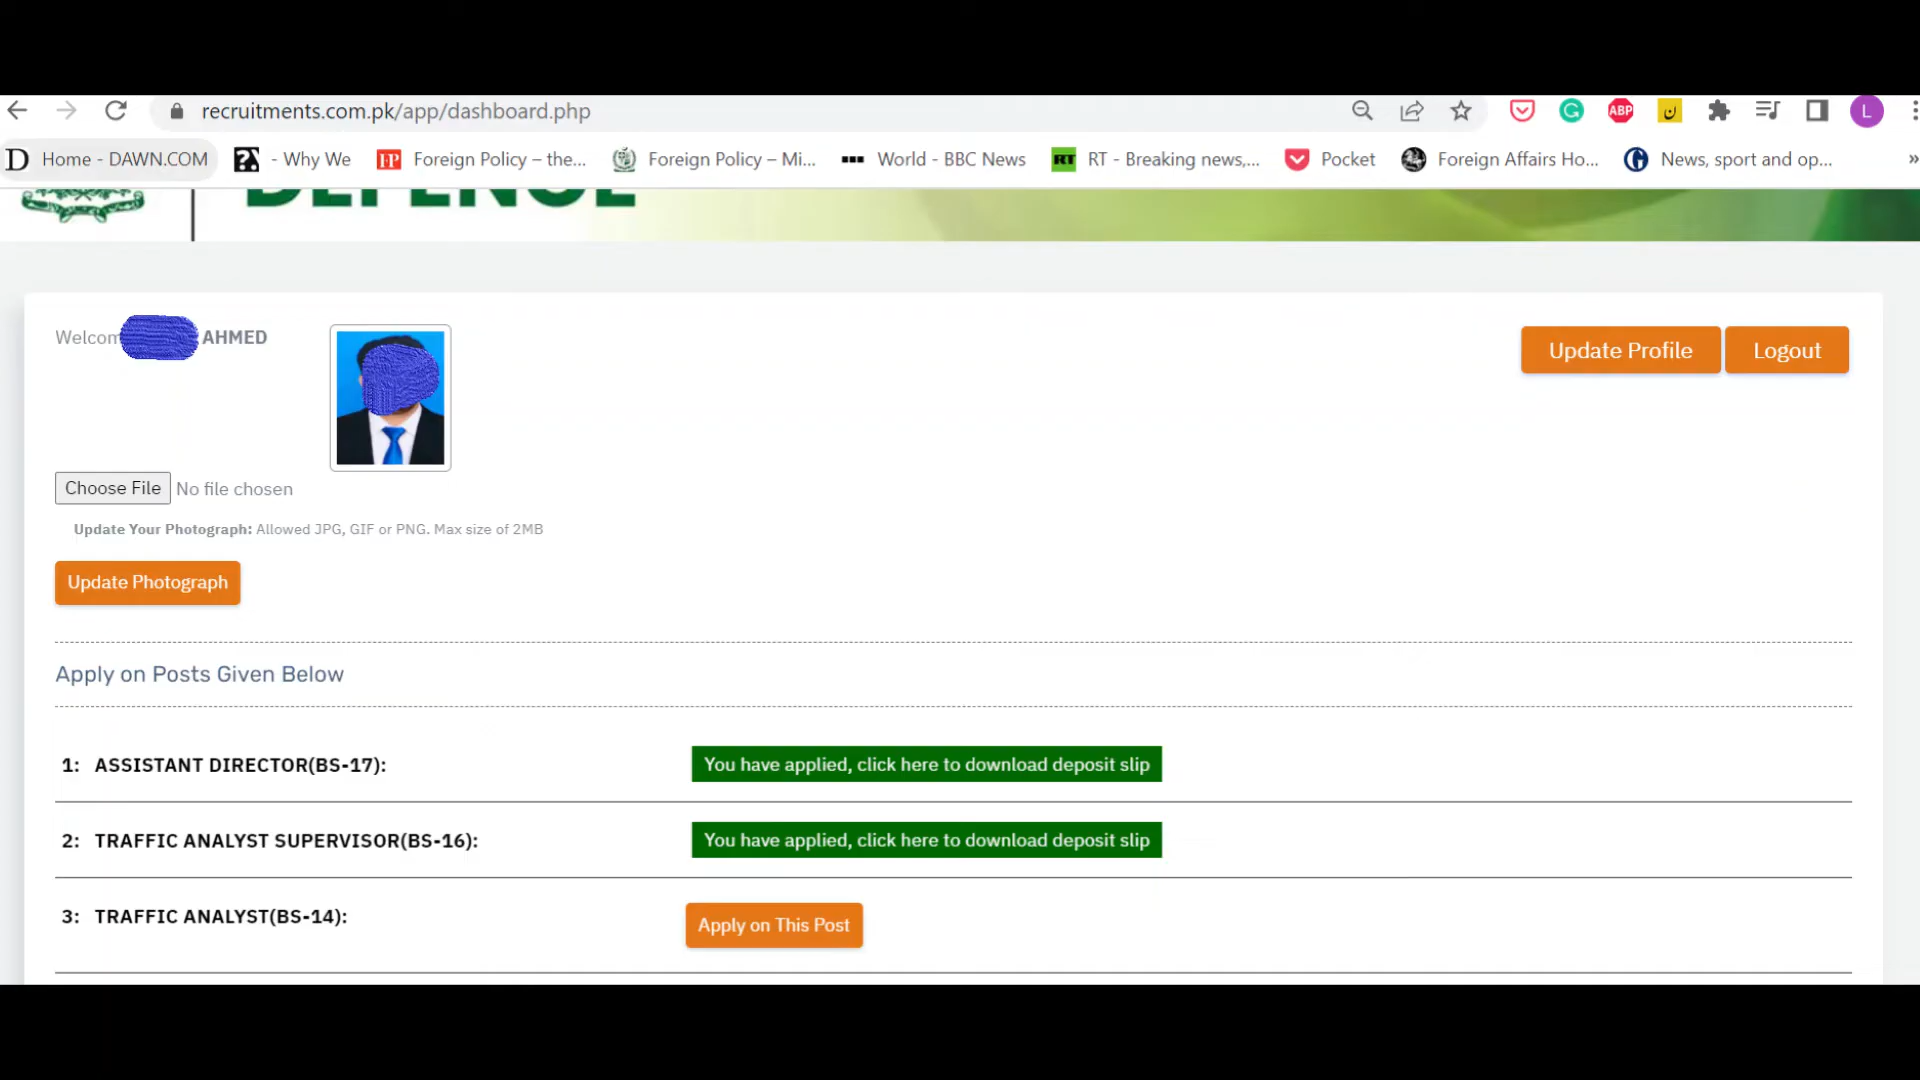 recruitments.com.pk/app/dashboard.php
ABP
L
D Home - DAWN.COM
- Why We
FP Foreign Policy – the...
Foreign Policy – Mi...
World - BBC News
RT RT - Breaking news,...
Pocket
Foreign Affairs Ho...
News, sport and op...
»
DEFENCE
Welcom
AHMED
Update Profile
Logout
Choose File No file chosen
Update Your Photograph: Allowed JPG, GIF or PNG. Max size of 2MB
Update Photograph
Apply on Posts Given Below
1: ASSISTANT DIRECTOR(BS-17):
You have applied, click here to download deposit slip
2: TRAFFIC ANALYST SUPERVISOR(BS-16):
You have applied, click here to download deposit slip
3: TRAFFIC ANALYST(BS-14):
Apply on This Post